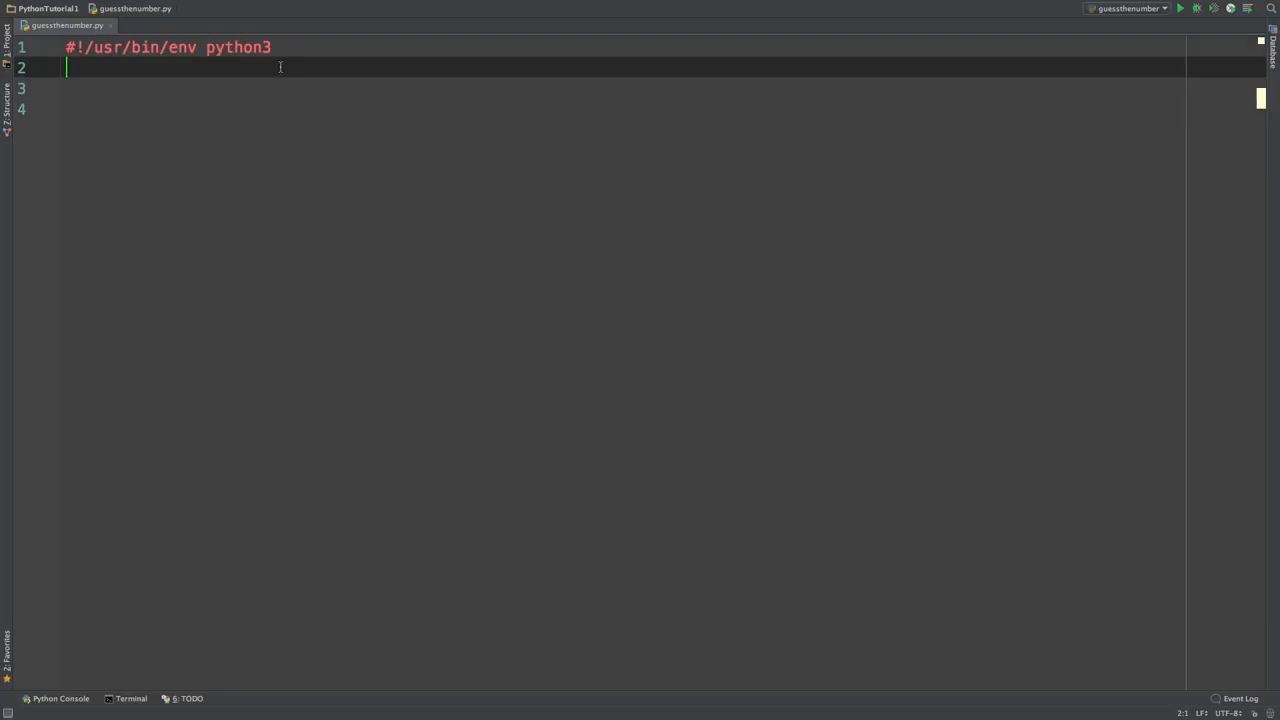 PythonTutorial1 guessthenumber.py guessthenumber
guessthenumber.py
1: Project
Database
1 #!/usr/bin/env python3
2
3
4
Z: Structure
2: Favorites
Python Console Terminal 6: TODO Event Log
2:1 LF÷ UTF-8÷